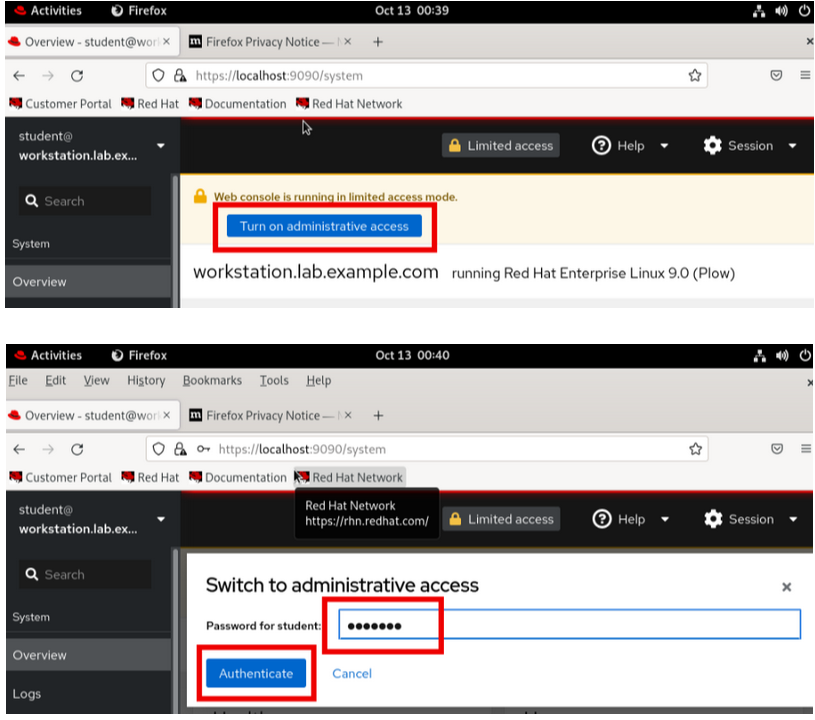 Activities Firefox Oct 13 00:39
Overview - student@wor × Firefox Privacy Notice — × + ×
https://localhost:9090/system
Customer Portal Red Hat Documentation Red Hat Network
student@
workstation.lab.ex...
Limited access Help Session
Search
Web console is running in limited access mode.
Turn on administrative access
System
workstation.lab.example.com running Red Hat Enterprise Linux 9.0 (Plow)
Overview
Activities Firefox Oct 13 00:40
File Edit View History Bookmarks Tools Help ×
Overview - student@wor × Firefox Privacy Notice — × +
https://localhost:9090/system
Customer Portal Red Hat Documentation Red Hat Network
Red Hat Network
https://rhn.redhat.com/
student@
workstation.lab.ex...
Limited access Help Session
Search
Switch to administrative access ×
System
Password for student: •••••••
Overview
Authenticate Cancel
Logs